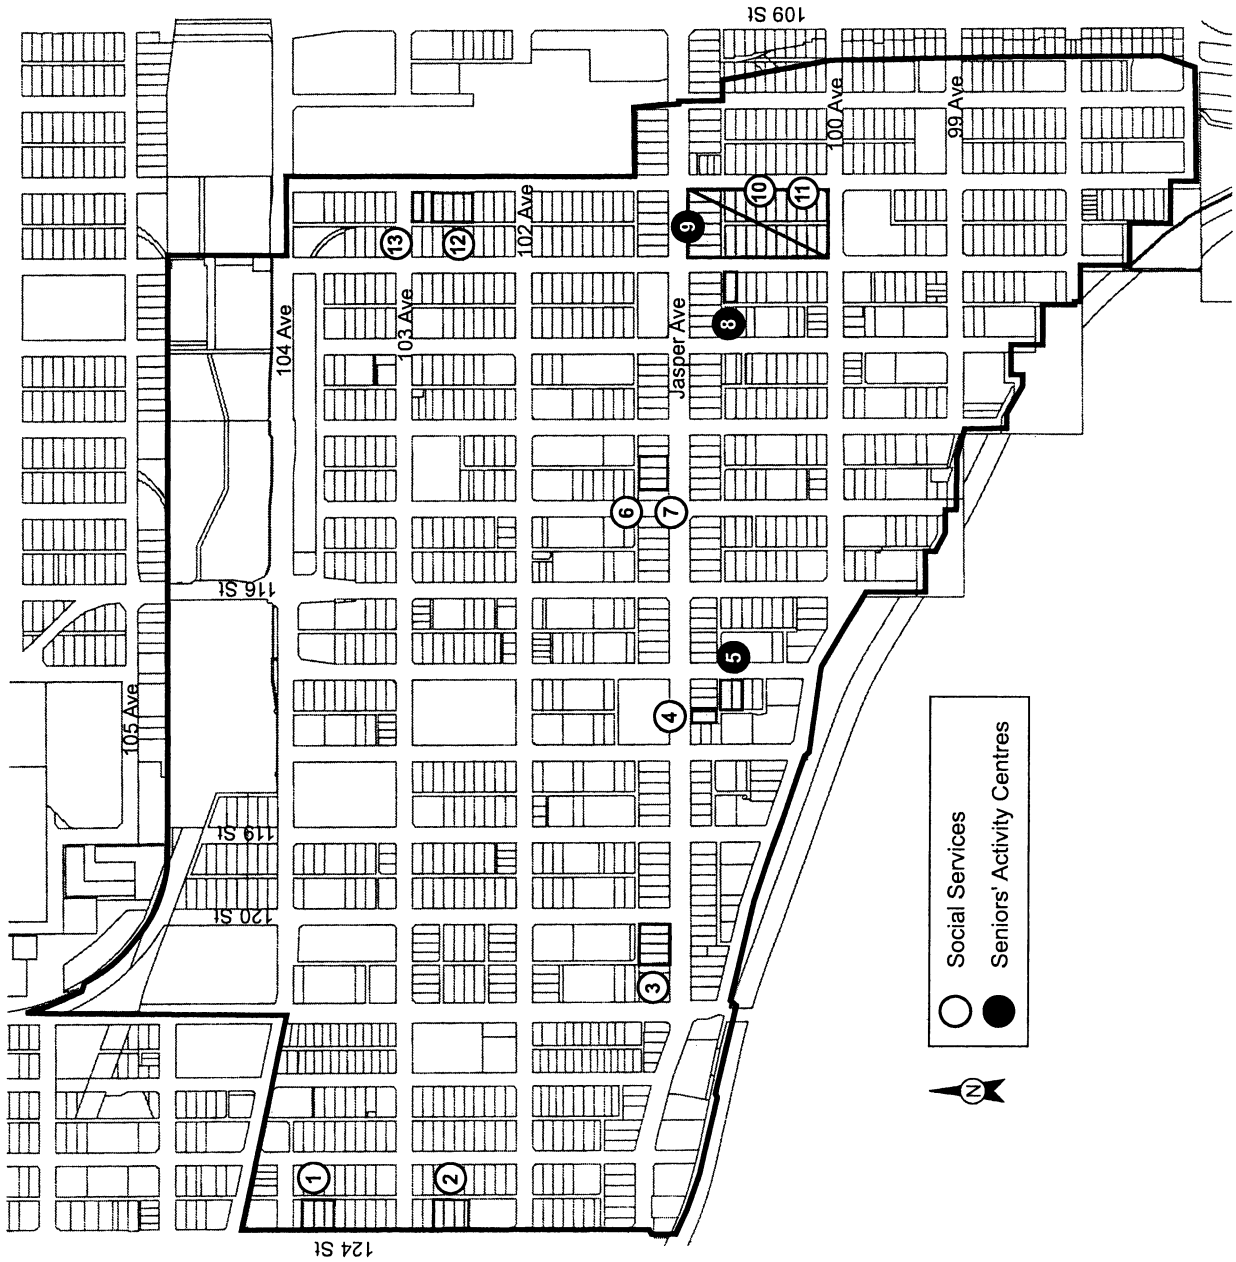 109 St
100 Ave
99 Ave
10
11
9
13
12
102 Ave
103 Ave
104 Ave
Jasper Ave
8
6
7
116 St
5
4
105 Ave
119 St
120 St
3
1
2
124 St
Social Services
Seniors' Activity Centres
N